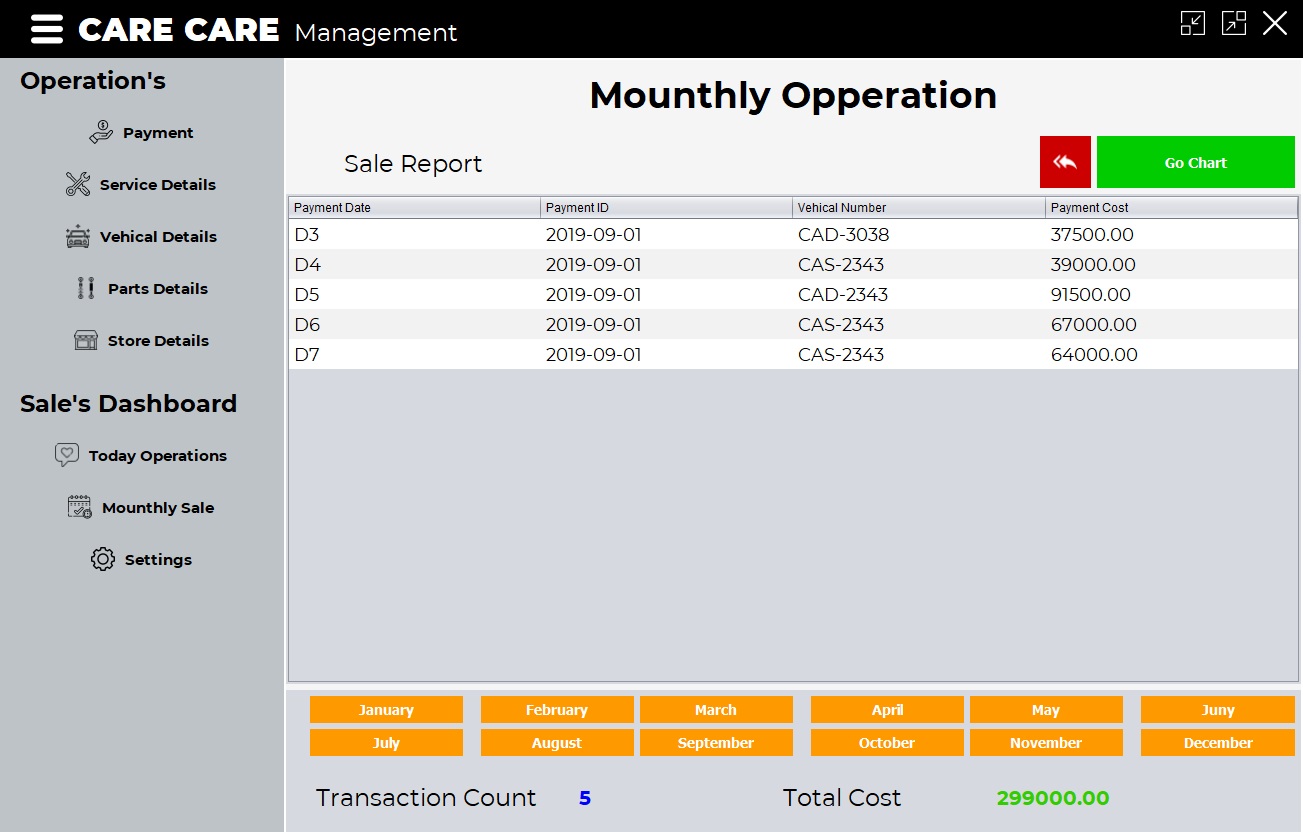 CARE CARE Management
Operation's
Payment
Service Details
Vehical Details
Parts Details
Store Details
Sale's Dashboard
Today Operations
Mounthly Sale
Settings
Mounthly Opperation
Sale Report
Go Chart
Payment Date Payment ID Vehical Number Payment Cost
D3 2019-09-01 CAD-3038 37500.00
D4 2019-09-01 CAS-2343 39000.00
D5 2019-09-01 CAD-2343 91500.00
D6 2019-09-01 CAS-2343 67000.00
D7 2019-09-01 CAS-2343 64000.00
January February March April May Juny
July August September October November December
Transaction Count 5 Total Cost 299000.00